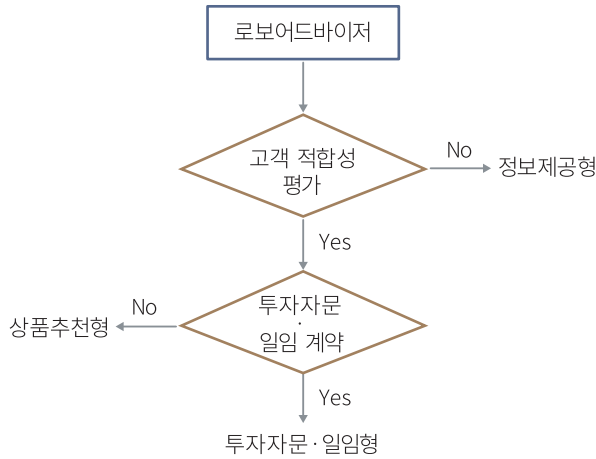 로보어드바이저
고객 적합성
평가
No
정보제공형
Yes
투자자문
·
일임 계약
No
상품추천형
Yes
투자자문 · 일임형